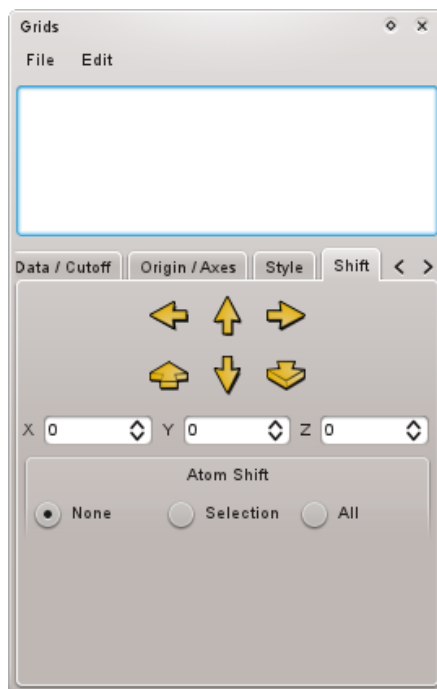 Grids
File Edit
Data / Cutoff Origin / Axes Style Shift
X 0 Y 0 Z 0
Atom Shift
None Selection All